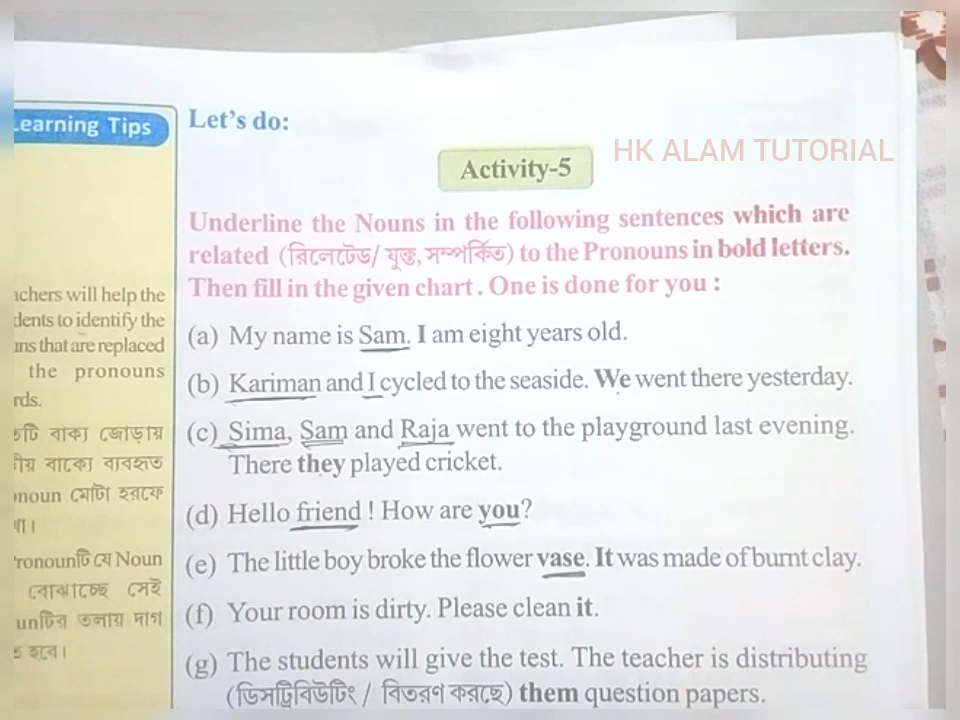 Learning Tips
Let's do:
HK ALAM TUTORIAL
Activity-5
Underline the Nouns in the following sentences which are
related (রিলেটেড/ যুক্ত, সম্পর্কিত) to the Pronouns in bold letters.
Then fill in the given chart. One is done for you :
(a) My name is Sam. I am eight years old.
(b) Kariman and I cycled to the seaside. We went there yesterday.
(c) Sima, Sam and Raja went to the playground last evening.
There they played cricket.
(d) Hello friend ! How are you?
(e) The little boy broke the flower vase. It was made of burnt clay.
(f) Your room is dirty. Please clean it.
(g) The students will give the test. The teacher is distributing
(ডিসট্রিবিউটিং / বিতরণ করছে) them question papers.
will help the
to identify the
that are replaced
the pronouns
বাক্য জোড়ায়
বাক্যে ব্যবহৃত
মোটা হরফে
যে Noun
বোঝাচ্ছে সেই
তলায় দাগ
হবে।